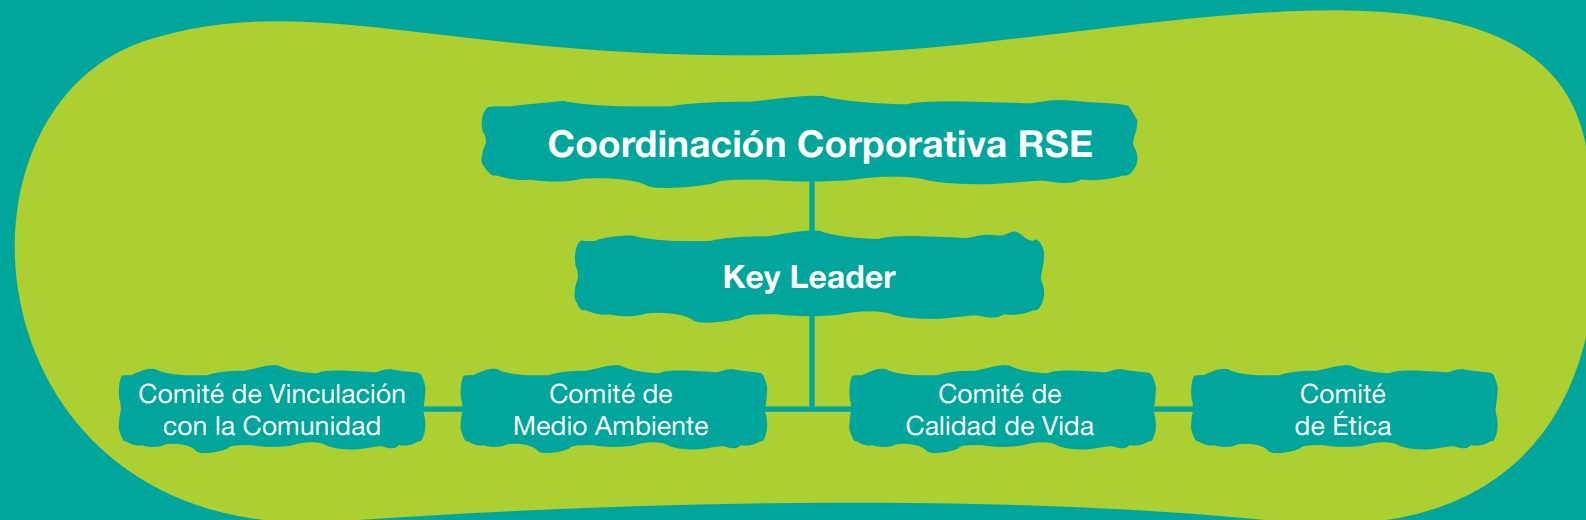 Coordinación Corporativa RSE
Key Leader
Comité de Vinculación
con la Comunidad
Comité de
Medio Ambiente
Comité de
Calidad de Vida
Comité
de Ética